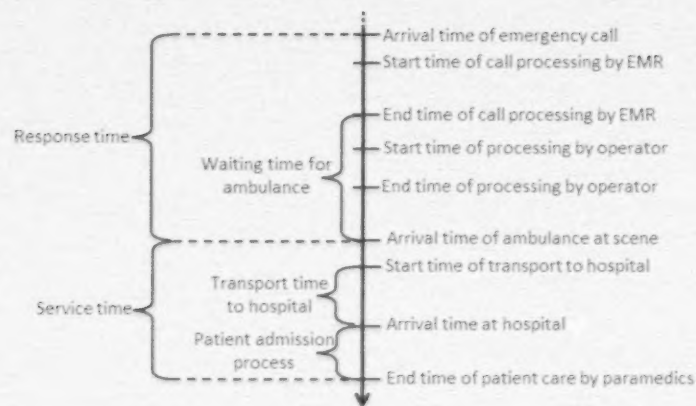 Arrival time of emergency call
Start time of call processing by EMR
End time of call processing by EMR
Response time
Start time of processing by operator
Waiting time for
ambulance
End time of processing by operator
Arrival time of ambulance at scene
Start time of transport to hospital
Transport time
to hospital
Service time
Arrival time at hospital
Patient admission
process
End time of patient care by paramedics